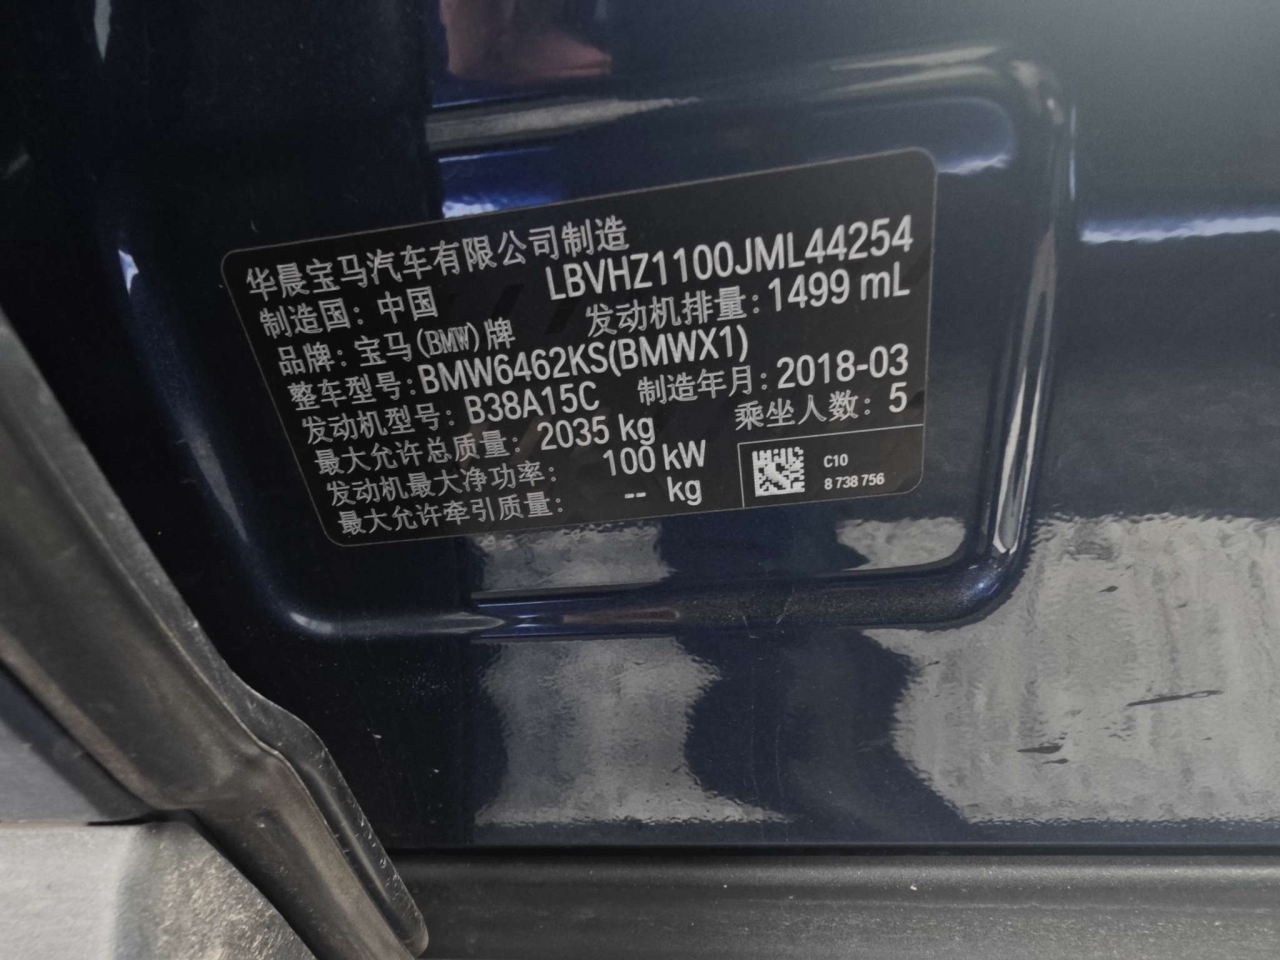 华晨宝马汽车有限公司制造
制造国：中国 LBVHZ1100JML44254
品牌：宝马(BMW)牌 发动机排量：1499 mL
整车型号：BMW6462KS(BMWX1)
发动机型号：B38A15C 制造年月：2018-03
最大允许总质量：2035 kg 乘坐人数：5
发动机最大净功率：100 kW
最大允许牵引质量：-- kg
C10
8 738 756